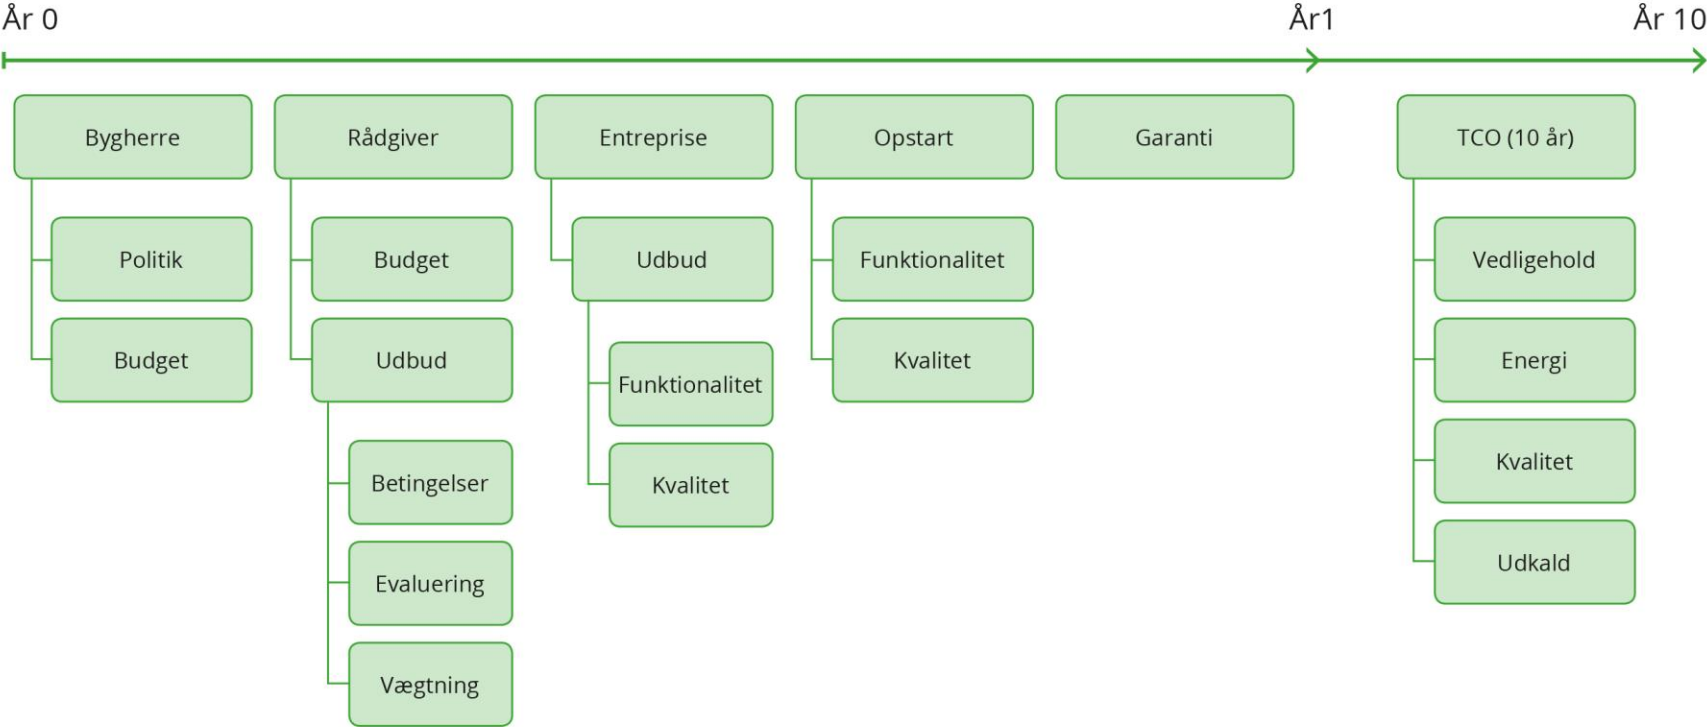 År 0
År1
År 10
Bygherre
Politik
Budget
Rådgiver
Budget
Udbud
Betingelser
Evaluering
Vægtning
Entreprise
Udbud
Funktionalitet
Kvalitet
Opstart
Funktionalitet
Kvalitet
Garanti
TCO (10 år)
Vedligehold
Energi
Kvalitet
Udkald